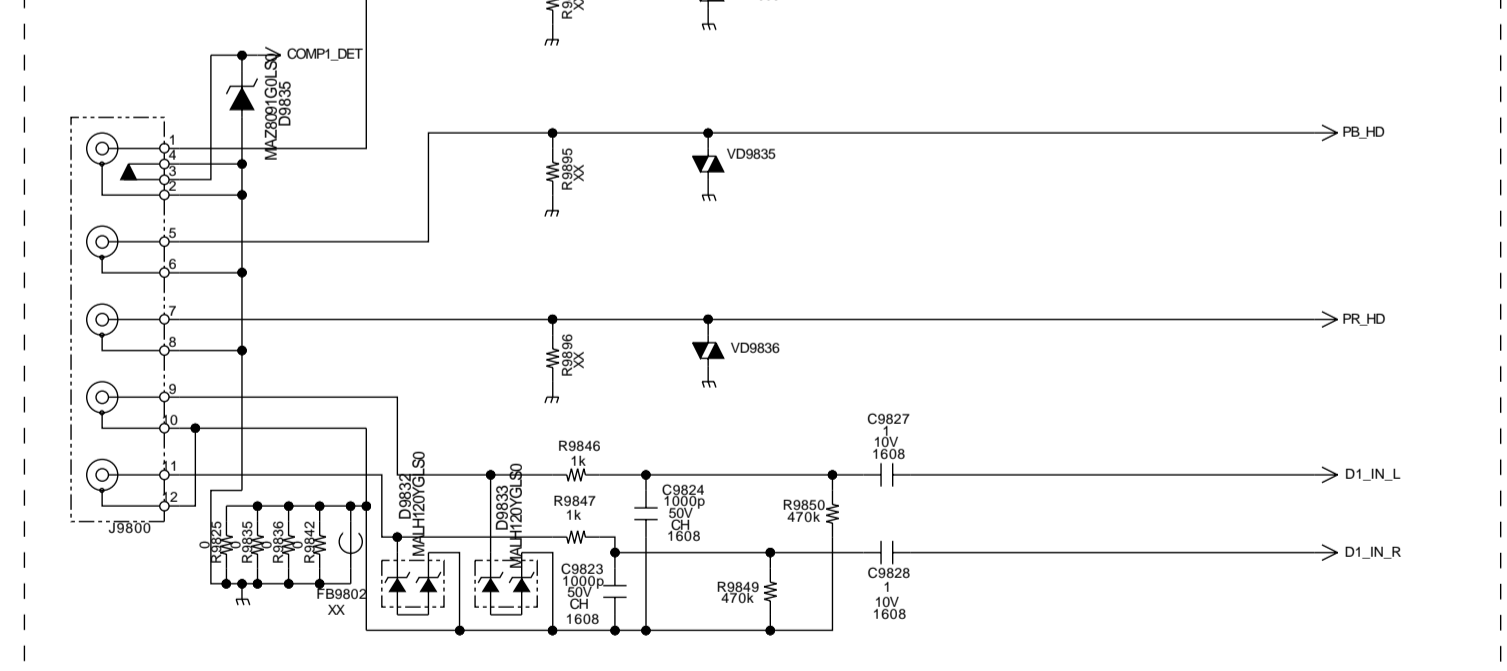 COMP1_DET
MAZ8091G0LS0
D9835
1
4
3
2
5
6
7
8
9
10
11
12
J9800
R9895
XX
VD9835
PB_HD
R9896
XX
VD9836
PR_HD
0
R9825
0
R9835
0
R9836
0
R9842
FB9802
XX
D9832
MALH120YGLS0
D9833
MALH120YGLS0
R9846
1k
R9847
1k
C9824
1000p
50V
CH
1608
C9823
1000p
50V
CH
1608
R9850
470k
R9849
470k
C9827
1
10V
1608
D1_IN_L
C9828
1
10V
1608
D1_IN_R